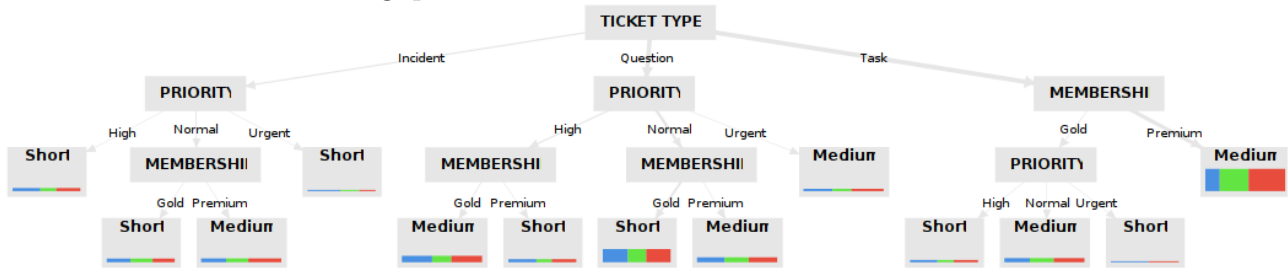 TICKET TYPE
Incident Question Task
PRIORITY PRIORITY MEMBERSHI
High Normal Urgent High Normal Urgent Gold Premium
Short MEMBERSHII Short MEMBERSHI MEMBERSHII Medium PRIORITY Medium
Gold Premium Gold Premium Gold Premium High Normal Urgent
Short Medium Medium Short Short Medium Short Medium Short